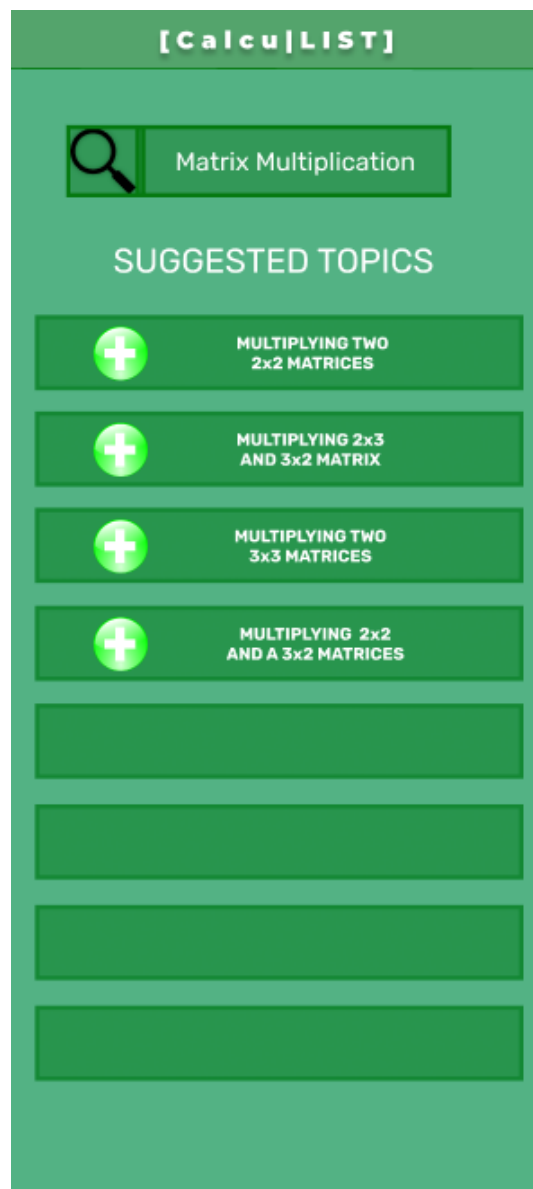 [Calcu|LIST]
Matrix Multiplication
SUGGESTED TOPICS
MULTIPLYING TWO
2x2 MATRICES
MULTIPLYING 2x3
AND 3x2 MATRIX
MULTIPLYING TWO
3x3 MATRICES
MULTIPLYING 2x2
AND A 3x2 MATRICES